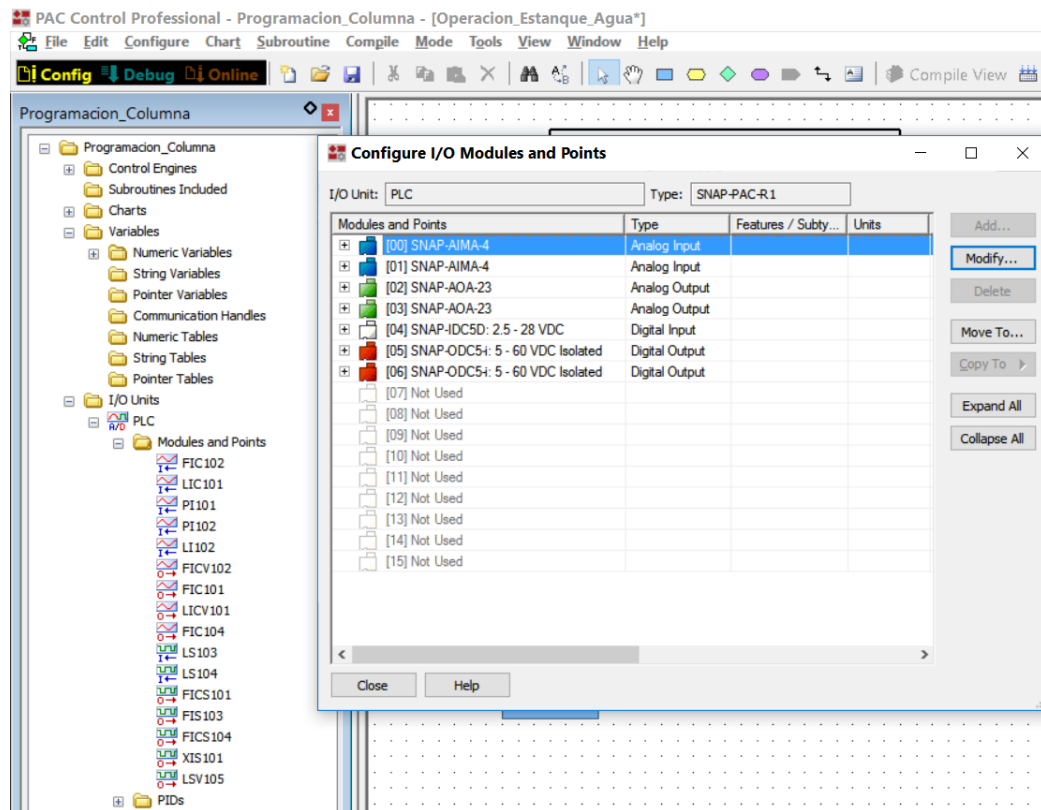 PAC Control Professional - Programacion_Columna - [Operacion_Estanque_Agua*]
File Edit Configure Chart Subroutine Compile Mode Tools View Window Help
Config Debug Online Compile View
Programacion_Columna
Programacion_Columna
Control Engines
Subroutines Included
Charts
Variables
Numeric Variables
String Variables
Pointer Variables
Communication Handles
Numeric Tables
String Tables
Pointer Tables
I/O Units
PLC
Modules and Points
FIC102
LIC101
PI101
PI102
LI102
FICV102
FIC101
LICV101
FIC104
LS103
LS104
FICS101
FIS103
FICS104
XIS101
LSV105
PIDs
Configure I/O Modules and Points
I/O Unit: PLC Type: SNAP-PAC-R1
Modules and Points Type Features / Subty... Units
[00] SNAP-AIMA-4 Analog Input
[01] SNAP-AIMA-4 Analog Input
[02] SNAP-AOA-23 Analog Output
[03] SNAP-AOA-23 Analog Output
[04] SNAP-IDC5D: 2.5 - 28 VDC Digital Input
[05] SNAP-ODC5-i: 5 - 60 VDC Isolated Digital Output
[06] SNAP-ODC5-i: 5 - 60 VDC Isolated Digital Output
[07] Not Used
[08] Not Used
[09] Not Used
[10] Not Used
[11] Not Used
[12] Not Used
[13] Not Used
[14] Not Used
[15] Not Used
Add...
Modify...
Delete
Move To...
Copy To
Expand All
Collapse All
Close Help